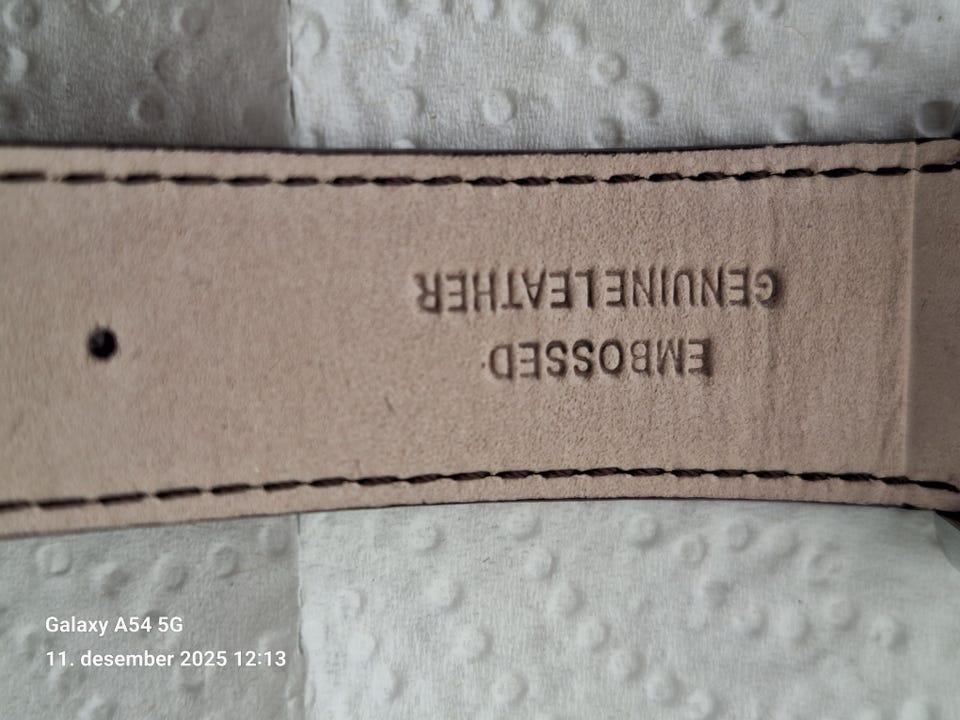 EMBOSSED
GENUINE LEATHER
Galaxy A54 5G
11. desember 2025 12:13